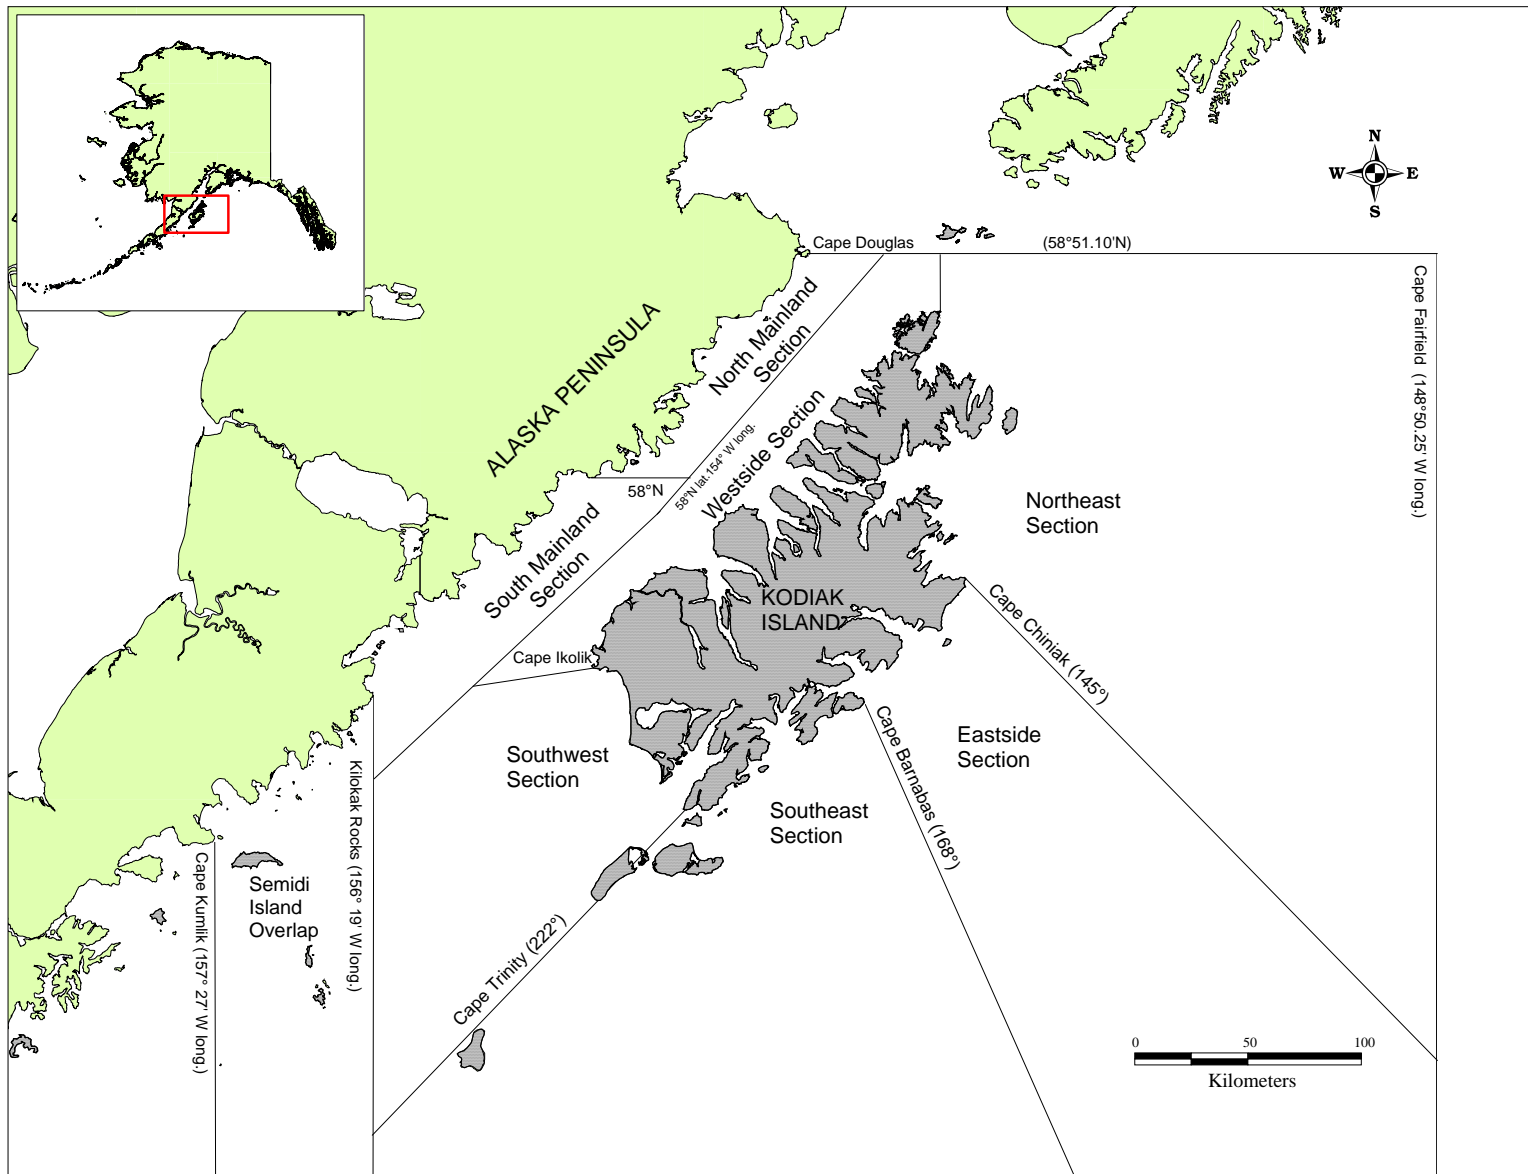 N
W
E
S
Cape Douglas
(58°51.10'N)
Cape Fairfield (148°50.25' W long.)
North Mainland
Section
ALASKA PENINSULA
58°N lat.154° W long.
Westside Section
58°N
South Mainland
Section
Northeast
Section
KODIAK
ISLAND
Cape Chiniak (145°)
Cape Ikolik
Southwest
Section
Cape Barnabas (168°)
Eastside
Section
Southeast
Section
Kilokak Rocks (156° 19' W long.)
Cape Kumlik (157° 27' W long.)
Semidi
Island
Overlap
Cape Trinity (222°)
0
50
100
Kilometers